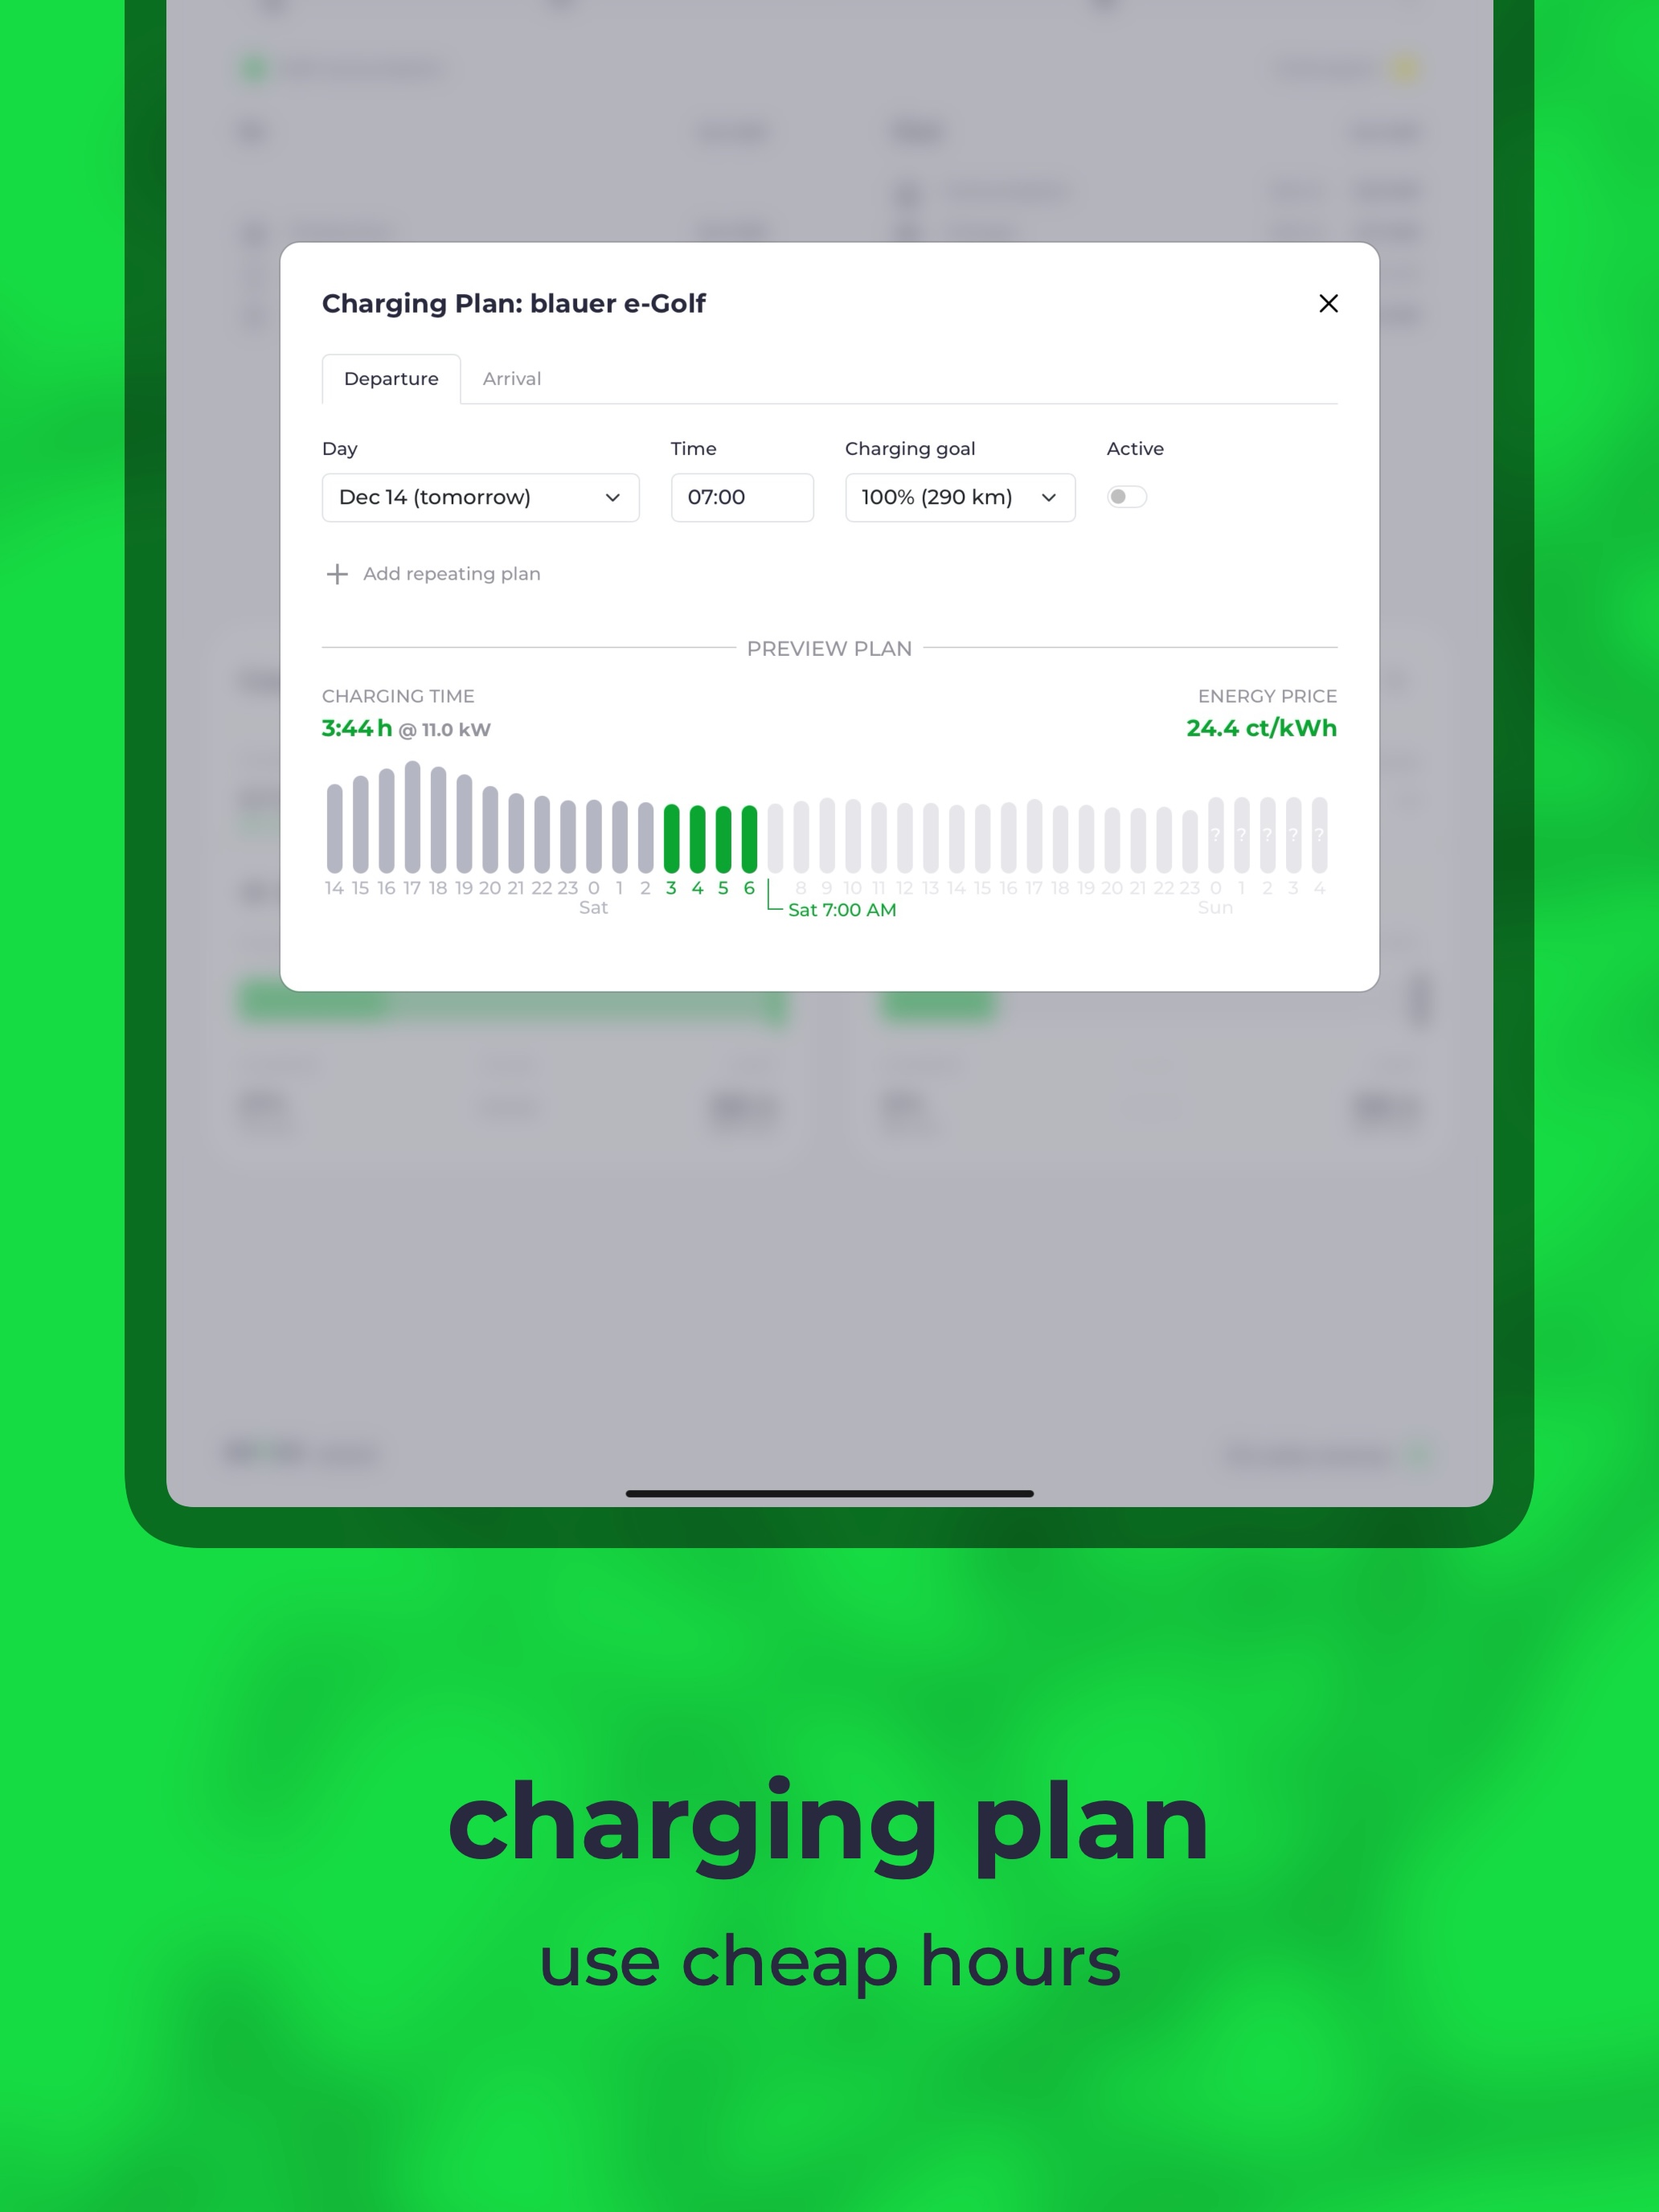 Charging Plan: blauer e-Golf
Departure Arrival
Day Time Charging goal Active
Dec 14 (tomorrow) 07:00 100% (290 km)
Add repeating plan
PREVIEW PLAN
CHARGING TIME ENERGY PRICE
3:44 h @ 11.0 kW 24.4 ct/kWh
? ? ? ? ?
14 15 16 17 18 19 20 21 22 23 0 1 2 3 4 5 6 8 9 10 11 12 13 14 15 16 17 18 19 20 21 22 23 0 1 2 3 4
Sat Sat 7:00 AM Sun
charging plan
use cheap hours